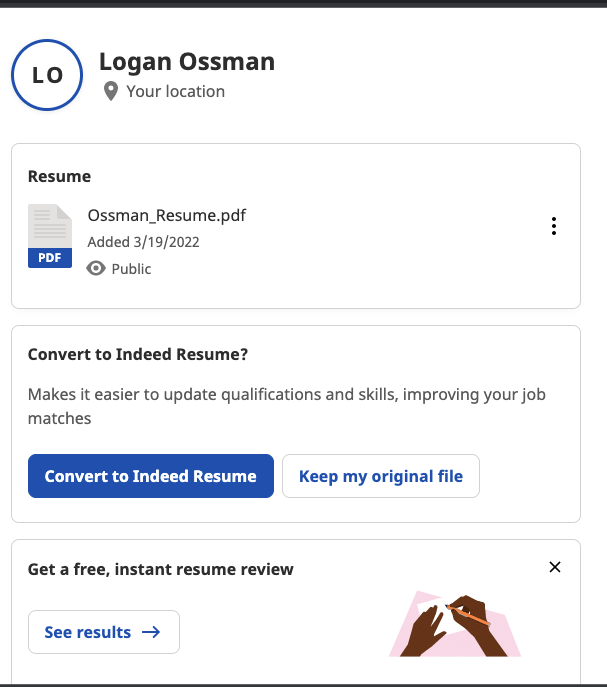 LO
Logan Ossman
Your location
Resume
Ossman_Resume.pdf
Added 3/19/2022
PDF
Public
Convert to Indeed Resume?
Makes it easier to update qualifications and skills, improving your job
matches
Convert to Indeed Resume
Keep my original file
Get a free, instant resume review
See results